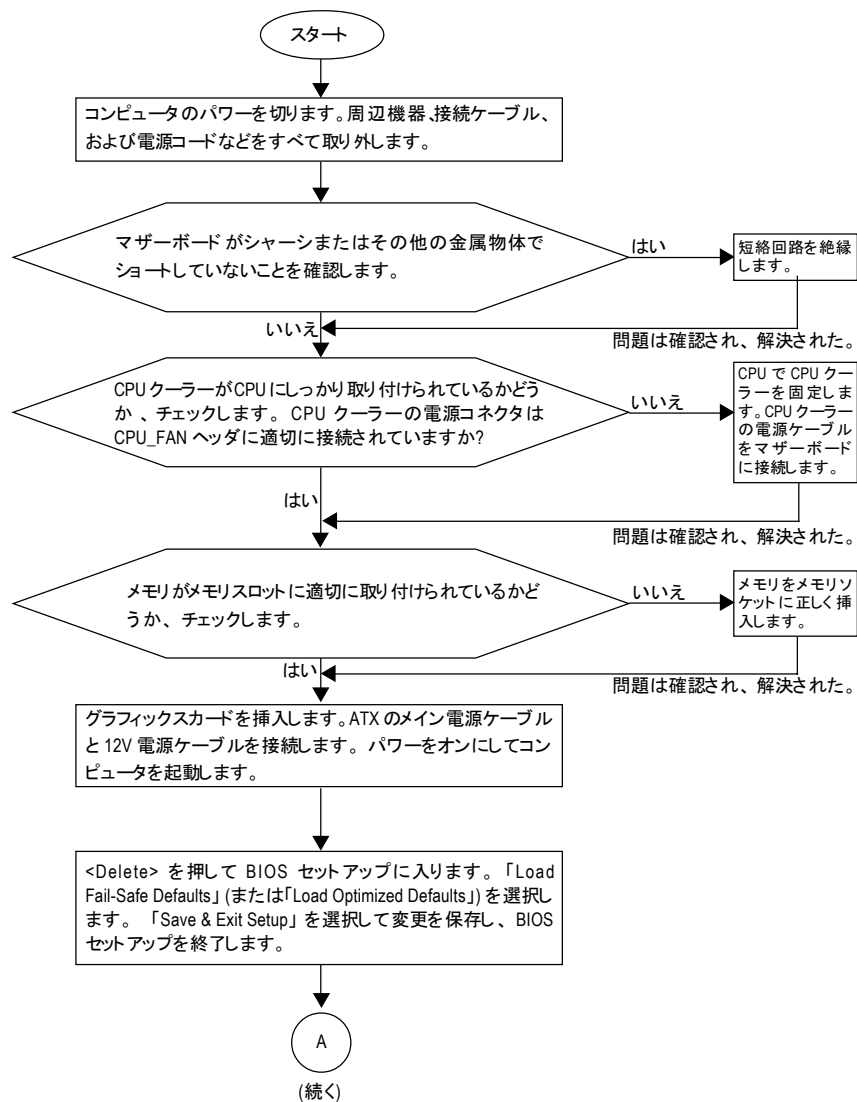 スタート
コンピュータのパワーを切ります。周辺機器、接続ケーブル、
および電源コードなどをすべて取り外します。
マザーボードがシャーシまたはその他の金属物体で
ショートしていないことを確認します。
はい
短絡回路を絶縁
します。
いいえ
問題は確認され、解決された。
CPUクーラーがCPUにしっかり取り付けられているかどう
か、チェックします。 CPU クーラーの電源コネクタは
CPU_FAN ヘッダに適切に接続されていますか?
いいえ
CPU で CPU クー
ラーを固定しま
す。CPU クーラー
の電源ケーブル
をマザーボード
に接続します。
はい
問題は確認され、解決された。
メモリがメモリスロットに適切に取り付けられているかど
うか、チェックします。
いいえ
メモリをメモリソ
ケットに正しく挿
入します。
はい
問題は確認され、解決された。
グラフィックスカードを挿入します。ATX のメイン電源ケーブル
と 12V 電源ケーブルを接続します。 パワーをオンにしてコン
ピュータを起動します。
<Delete> を押して BIOS セットアップに入ります。「Load
Fail-Safe Defaults」(または「Load Optimized Defaults」) を選択し
ます。 「Save & Exit Setup」を選択して変更を保存し、BIOS
セットアップを終了します。
A
(続く)